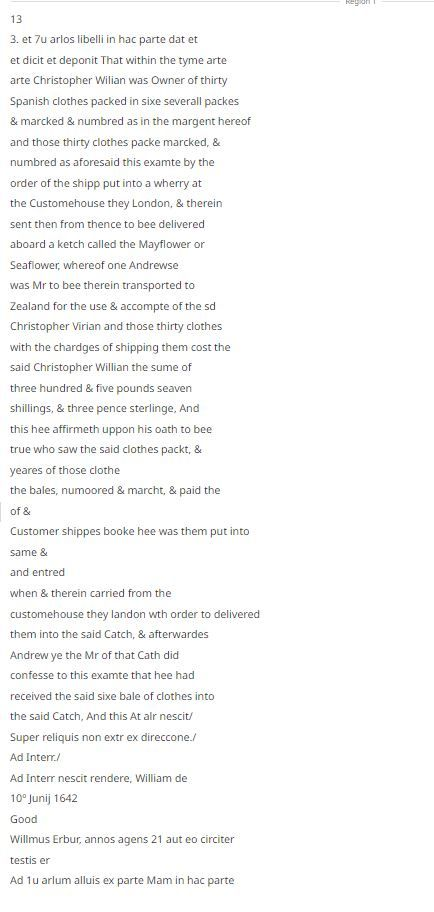 Region 1
13
3. et 7u arlos libelli in hac parte dat et
et dicit et deponit That within the tyme arte
arte Christopher Wilian was Owner of thirty
Spanish clothes packed in sixe severall packes
& marcked & numbred as in the margent hereof
and those thirty clothes packe marcked, &
numbred as aforesaid this examte by the
order of the shipp put into a wherry at
the Customehouse they London, & therein
sent then from thence to bee delivered
aboard a ketch called the Mayflower or
Seaflower, whereof one Andrewse
was Mr to bee therein transported to
Zealand for the use & accompte of the sd
Christopher Virian and those thirty clothes
with the chardges of shipping them cost the
said Christopher Willian the sume of
three hundred & five pounds seaven
shillings, & three pence sterlinge, And
this hee affirmeth uppon his oath to bee
true who saw the said clothes packt, &
yeares of those clothe
the bales, numoored & marcht, & paid the
of &
Customer shippes booke hee was them put into
same &
and entred
when & therein carried from the
customehouse they landon wth order to delivered
them into the said Catch, & afterwardes
Andrew ye the Mr of that Cath did
confesse to this examte that hee had
received the said sixe bale of clothes into
the said Catch, And this At alr nescit/
Super reliquis non extr ex direccone./
Ad Interr./
Ad Interr nescit rendere, William de
10º Junij 1642
Good
Willmus Erbur, annos agens 21 aut eo circiter
testis er
Ad 1u arlum alluis ex parte Mam in hac parte